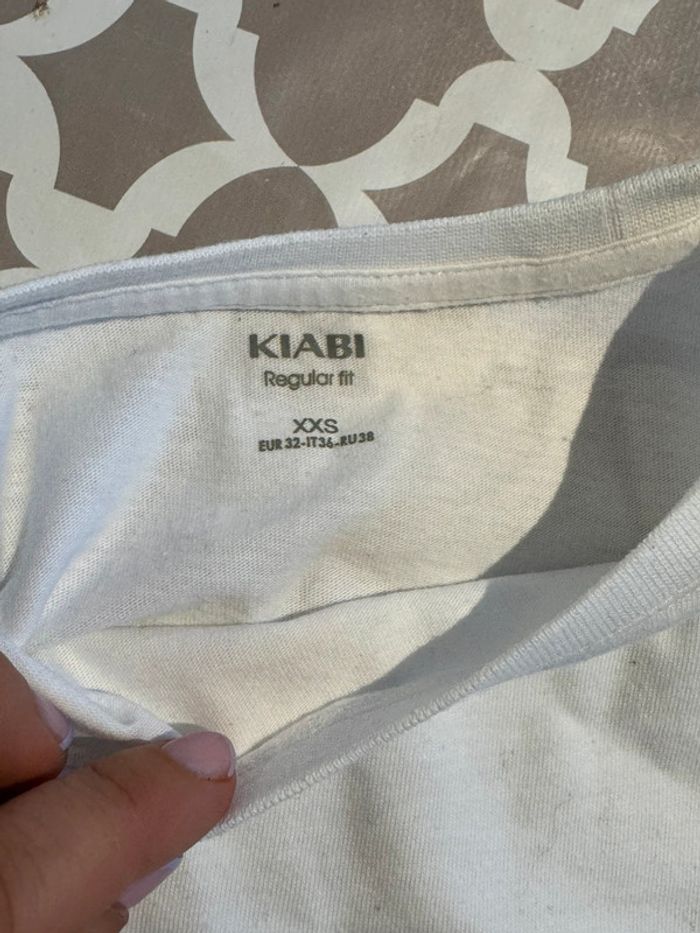 KIABI
Regular fit
XXS
EUR 32-IT36-RU38